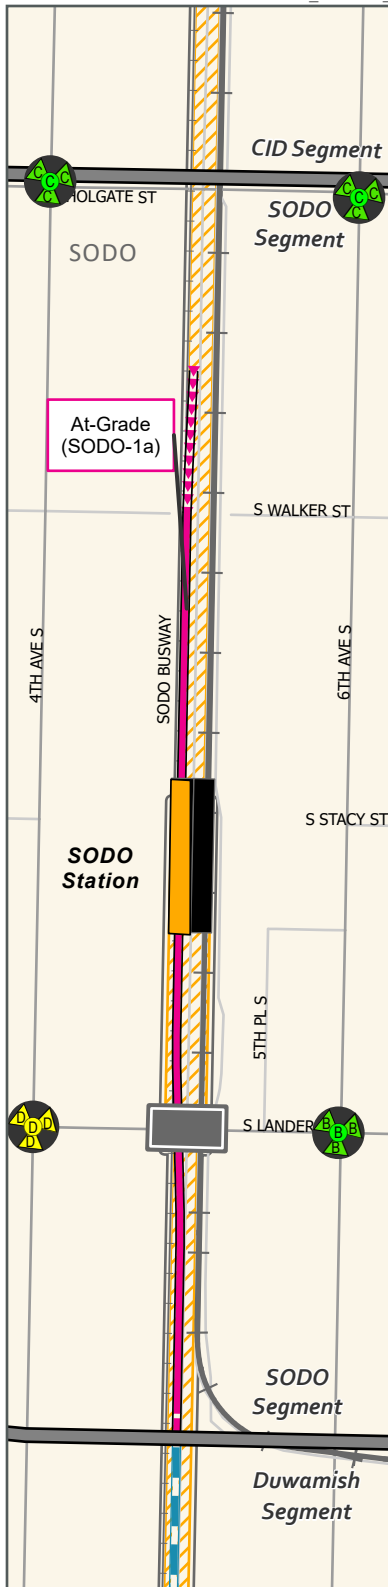 CID Segment
C
C
C
C
C
C
C
C
HOLGATE ST
SODO
Segment
SODO
At-Grade
(SODO-1a)
S WALKER ST
4TH AVE S
SODO BUSWAY
6TH AVE S
S STACY ST
SODO
Station
5TH PL S
D
D
D
D
S LANDER
B
B
B
B
SODO
Segment
Duwamish
Segment